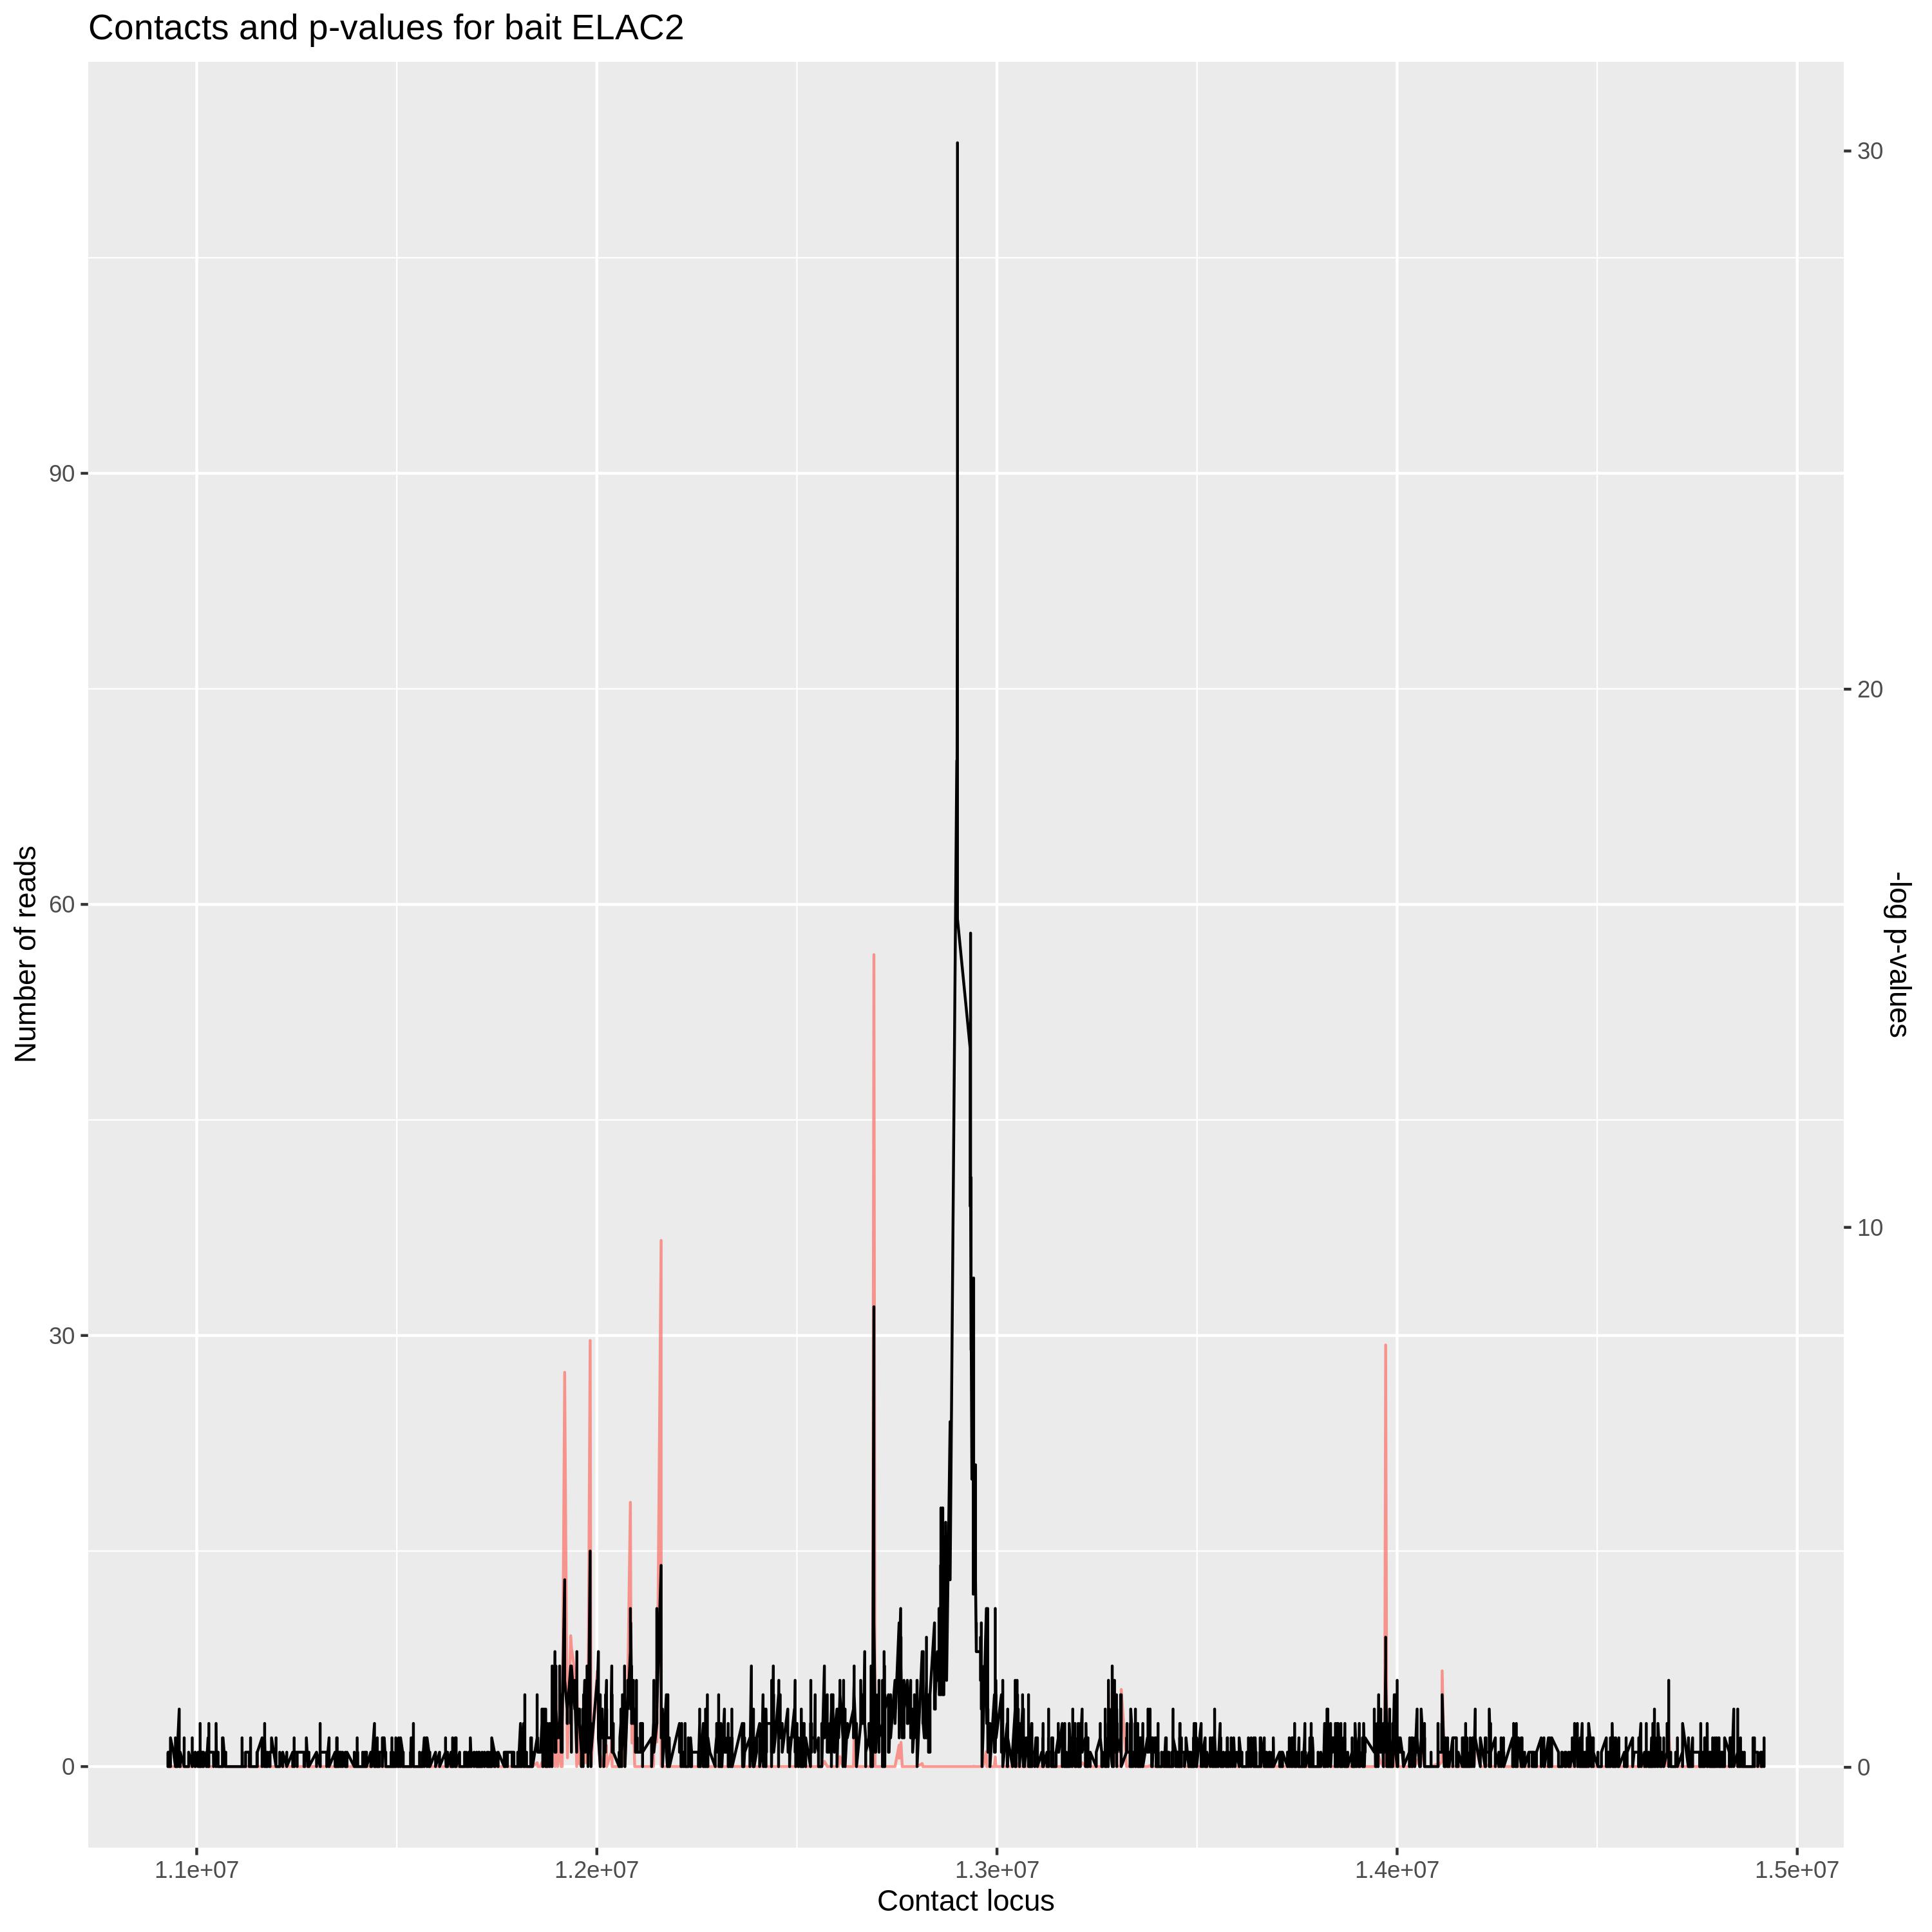 Contacts and p-values for bait ELAC2
Number of reads
90
60
30
0
30
20
10
0
-log p-values
1.1e+07
1.2e+07
1.3e+07
1.4e+07
1.5e+07
Contact locus